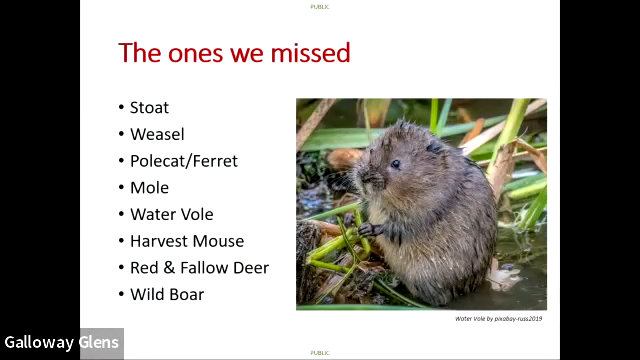 PUBLIC
The ones we missed
• Stoat
• Weasel
• Polecat/Ferret
• Mole
• Water Vole
• Harvest Mouse
• Red & Fallow Deer
• Wild Boar
Water Vole by pixabay-russ2019
Galloway Glens
PUBLIC